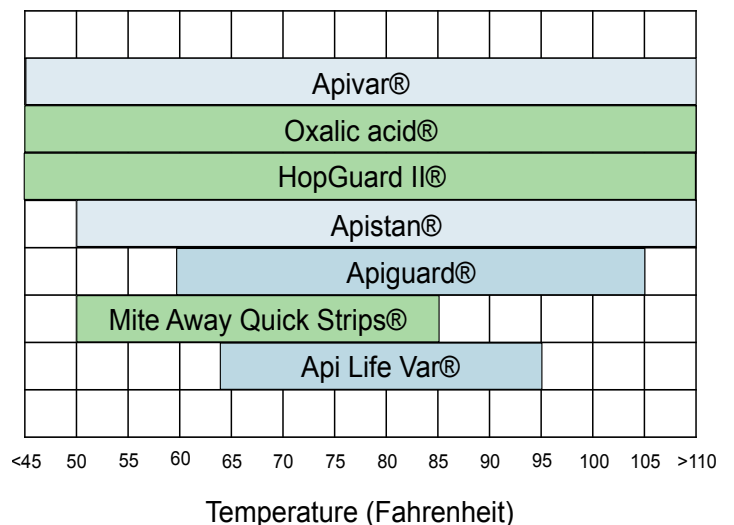 Apivar®
Oxalic acid®
HopGuard II®
Apistan®
Apiguard®
Mite Away Quick Strips®
Api Life Var®
<45 50 55 60 65 70 75 80 85 90 95 100 105 >110
Temperature (Fahrenheit)